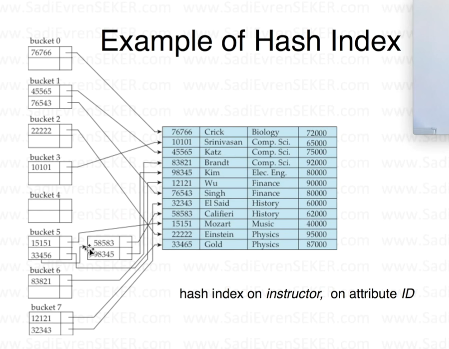 Example of Hash Index
bucket 0
76766
bucket 1
45565
76543
bucket 2
22222
bucket 3
10101
bucket 4
bucket 5
15151
33456
58583
98345
bucket 6
83821
bucket 7
12121
32343
76766 Crick Biology 72000
10101 Srinivasan Comp. Sci. 65000
45565 Katz Comp. Sci. 75000
83821 Brandt Comp. Sci. 92000
98345 Kim Elec. Eng. 80000
12121 Wu Finance 90000
76543 Singh Finance 80000
32343 El Said History 60000
58583 Califieri History 62000
15151 Mozart Music 40000
22222 Einstein Physics 95000
33465 Gold Physics 87000
hash index on instructor, on attribute ID
www.SadiEvrenSEKER.com